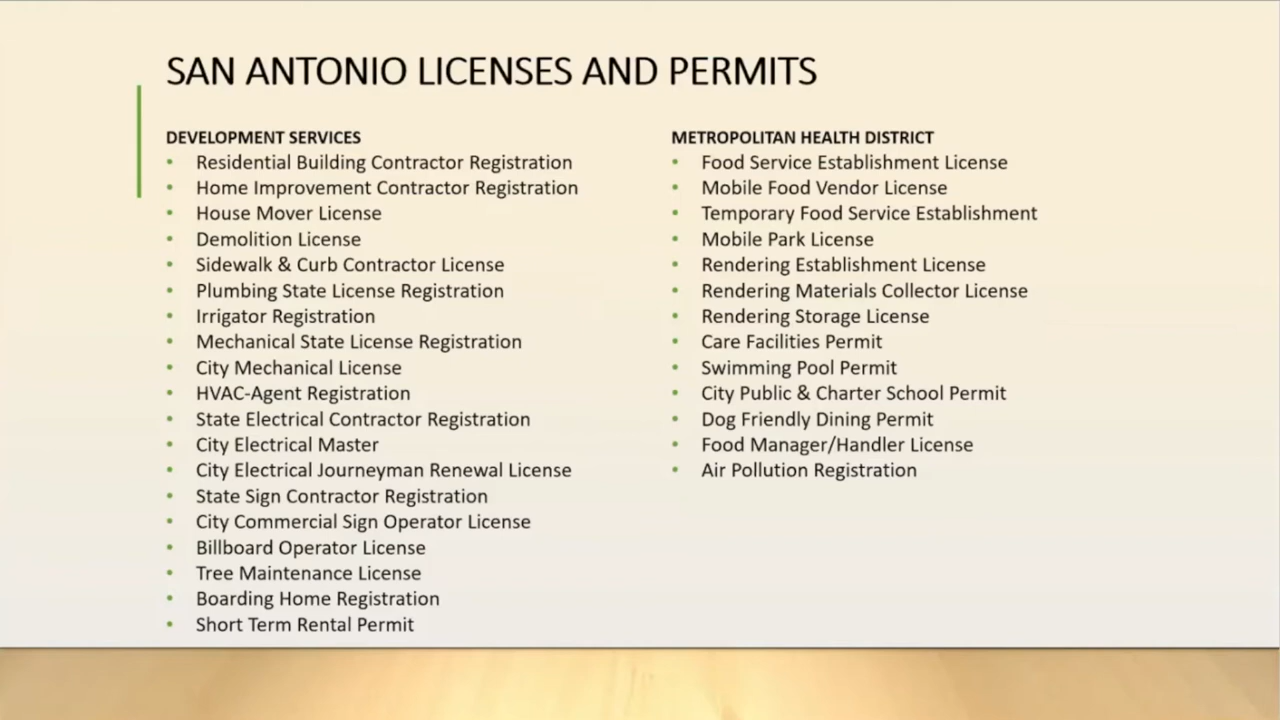 SAN ANTONIO LICENSES AND PERMITS
DEVELOPMENT SERVICES
• Residential Building Contractor Registration
• Home Improvement Contractor Registration
• House Mover License
• Demolition License
• Sidewalk & Curb Contractor License
• Plumbing State License Registration
• Irrigator Registration
• Mechanical State License Registration
• City Mechanical License
• HVAC-Agent Registration
• State Electrical Contractor Registration
• City Electrical Master
• City Electrical Journeyman Renewal License
• State Sign Contractor Registration
• City Commercial Sign Operator License
• Billboard Operator License
• Tree Maintenance License
• Boarding Home Registration
• Short Term Rental Permit
METROPOLITAN HEALTH DISTRICT
• Food Service Establishment License
• Mobile Food Vendor License
• Temporary Food Service Establishment
• Mobile Park License
• Rendering Establishment License
• Rendering Materials Collector License
• Rendering Storage License
• Care Facilities Permit
• Swimming Pool Permit
• City Public & Charter School Permit
• Dog Friendly Dining Permit
• Food Manager/Handler License
• Air Pollution Registration